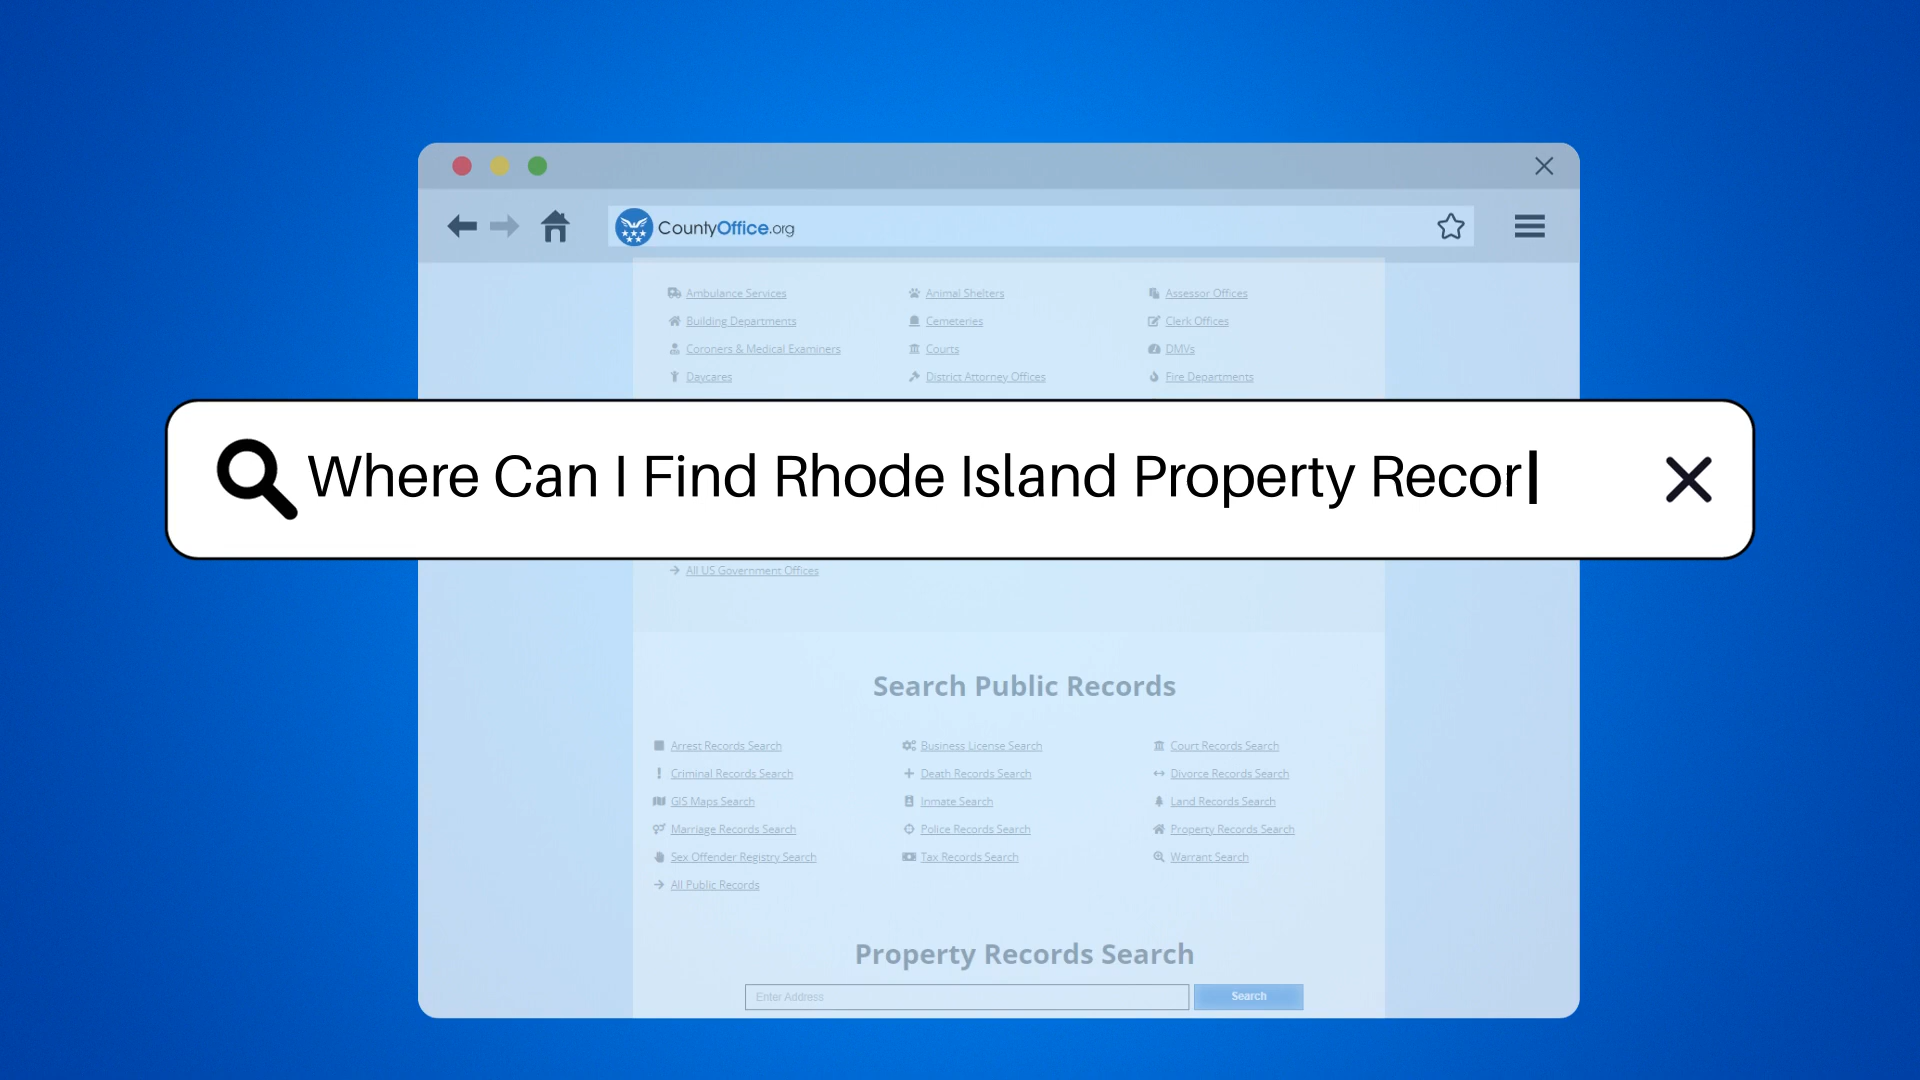 CountyOffice.org
Ambulance Services Animal Shelters Assessor Offices
Building Departments Cemeteries Clerk Offices
Coroners & Medical Examiners Courts DMVs
Daycares District Attorney Offices Fire Departments
Where Can I Find Rhode Island Property Recor
All US Government Offices
Search Public Records
Arrest Records Search Business License Search Court Records Search
Criminal Records Search Death Records Search Divorce Records Search
GIS Maps Search Inmate Search Land Records Search
Marriage Records Search Police Records Search Property Records Search
Sex Offender Registry Search Tax Records Search Warrant Search
All Public Records
Property Records Search
Enter Address Search